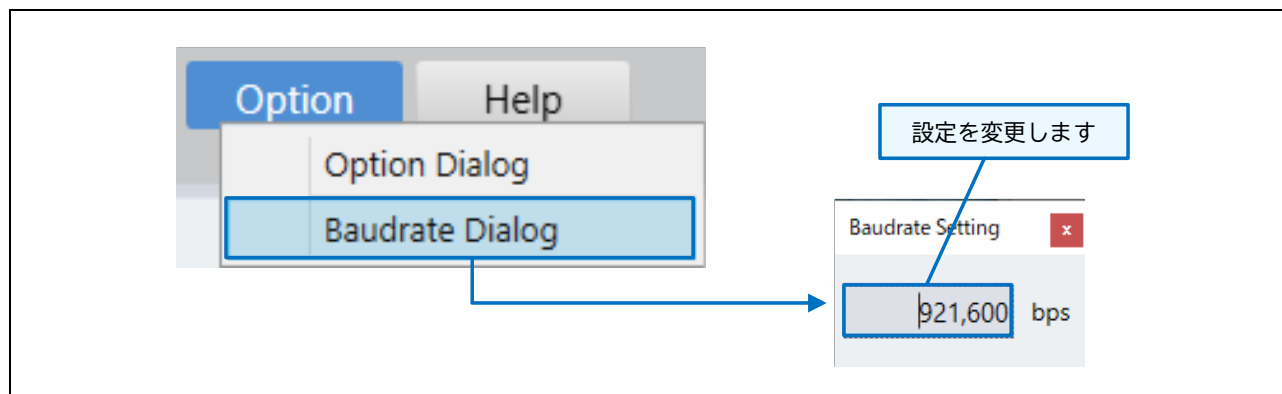 Option Help
Option Dialog
Baudrate Dialog
設定を変更します
Baudrate Setting x
921,600 bps